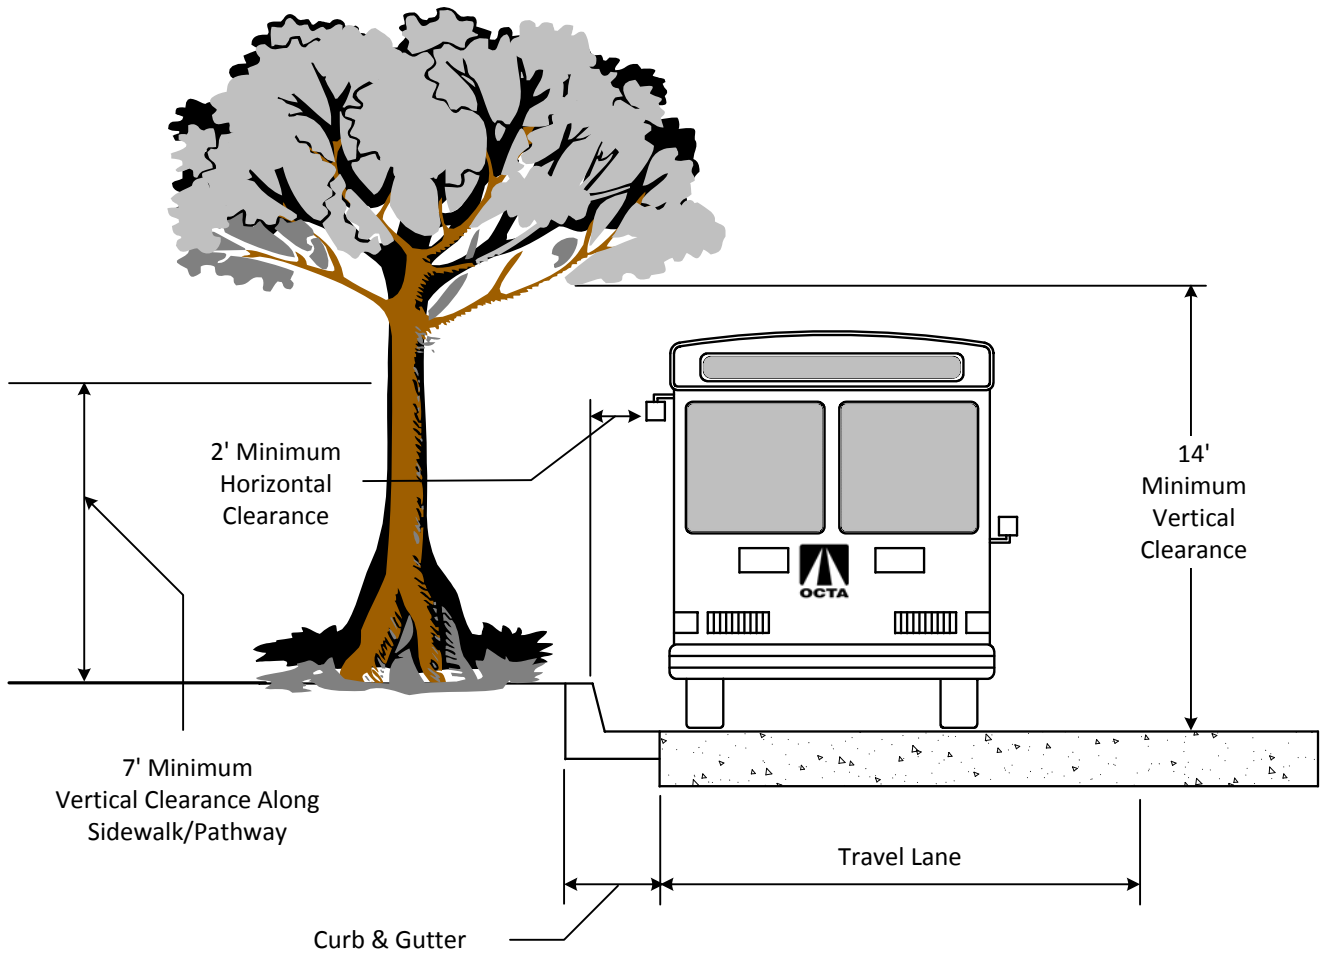 2' Minimum
Horizontal
Clearance
14'
Minimum
Vertical
Clearance
OCTA
7' Minimum
Vertical Clearance Along
Sidewalk/Pathway
Travel Lane
Curb & Gutter